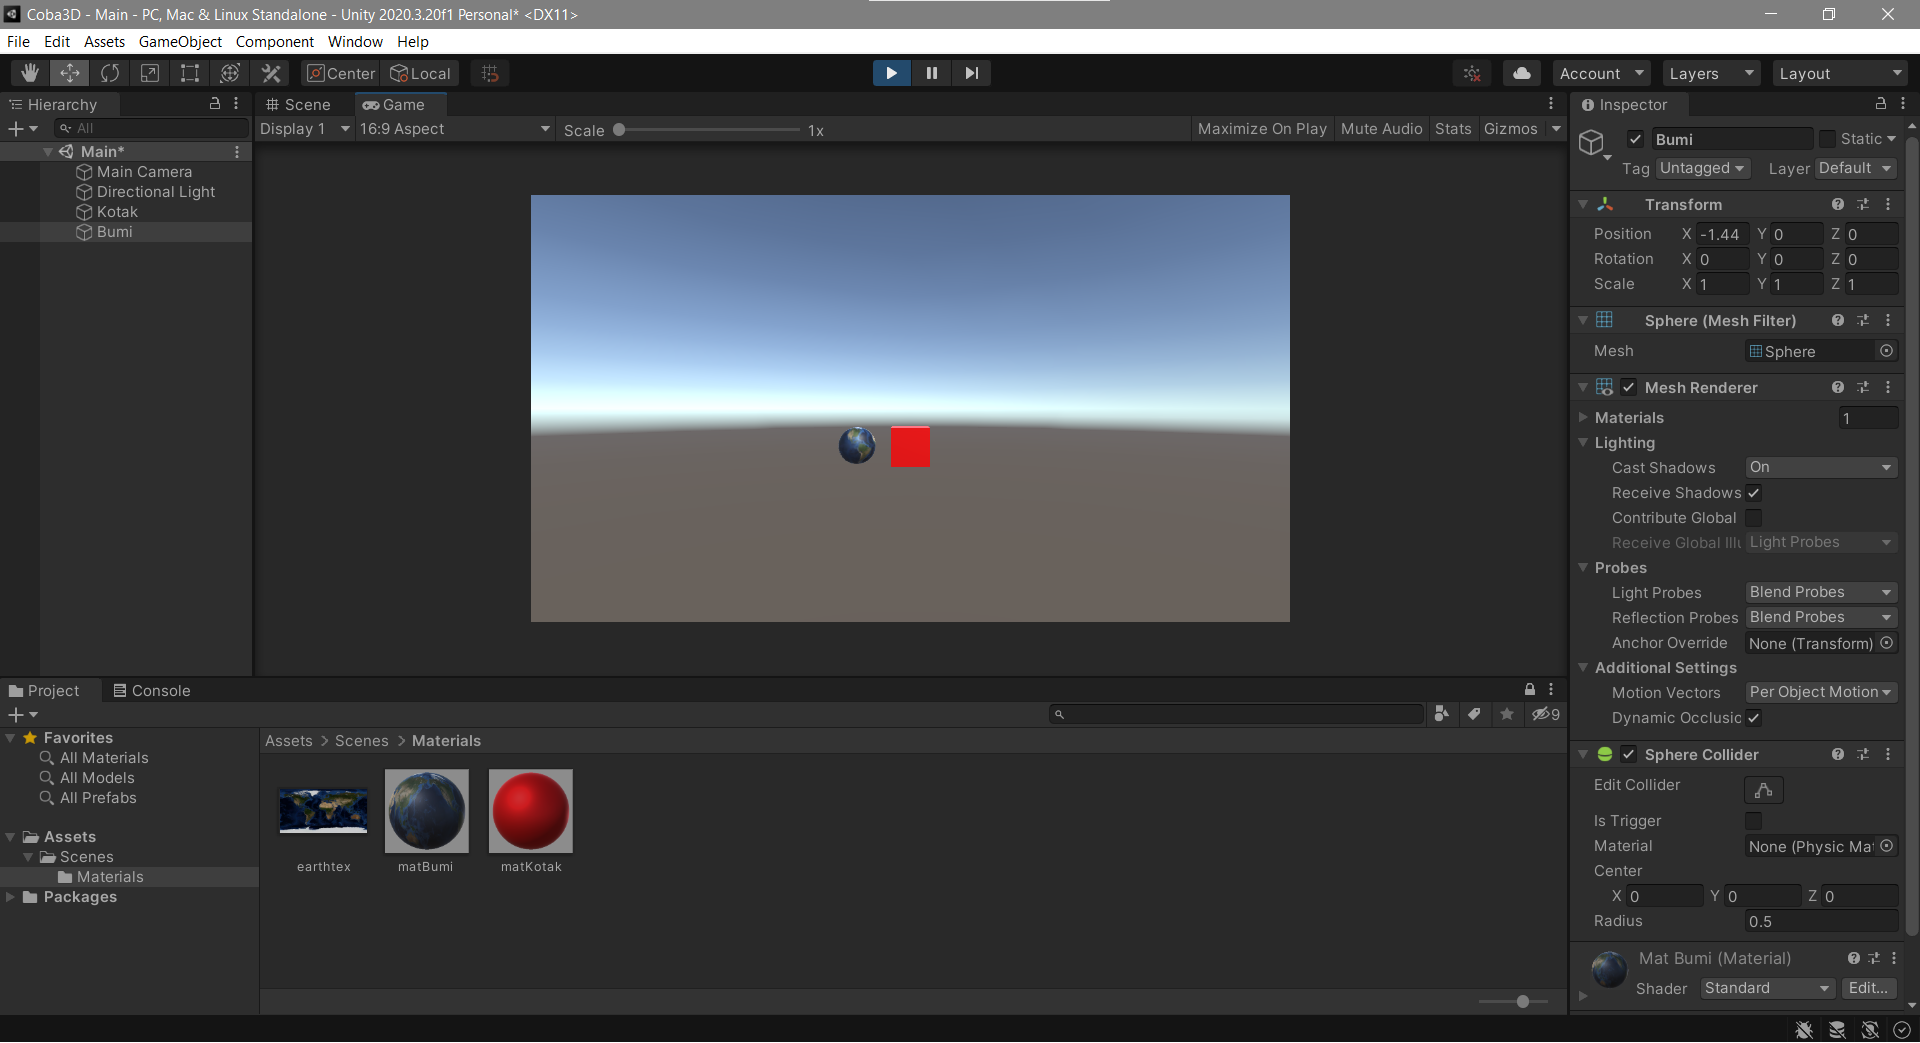 Coba3D - Main - PC, Mac & Linux Standalone - Unity 2020.3.20f1 Personal* <DX11>
File Edit Assets GameObject Component Window Help
Center Local
Account Layers Layout
Hierarchy
All
Main*
Main Camera
Directional Light
Kotak
Bumi
Scene Game
Display 1 16:9 Aspect Scale 1x Maximize On Play Mute Audio Stats Gizmos
Project Console
9
Favorites
All Materials
All Models
All Prefabs
Assets
Scenes
Materials
Packages
Assets > Scenes > Materials
earthtex matBumi matKotak
Inspector
Bumi Static
Tag Untagged Layer Default
Transform
Position X -1.44 Y 0 Z 0
Rotation X 0 Y 0 Z 0
Scale X 1 Y 1 Z 1
Sphere (Mesh Filter)
Mesh Sphere
Mesh Renderer
Materials 1
Lighting
Cast Shadows On
Receive Shadows
Contribute Global
Receive Global Illu Light Probes
Probes
Light Probes Blend Probes
Reflection Probes Blend Probes
Anchor Override None (Transform)
Additional Settings
Motion Vectors Per Object Motion
Dynamic Occlusic
Sphere Collider
Edit Collider
Is Trigger
Material None (Physic Mat
Center
X 0 Y 0 Z 0
Radius 0.5
Mat Bumi (Material)
Shader Standard Edit...